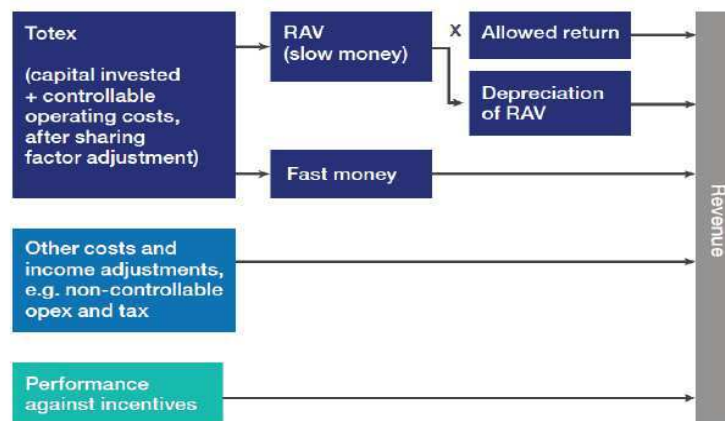 Totex
(capital invested
+ controllable
operating costs,
after sharing
factor adjustment)
RAV
(slow money)
x
Allowed return
Depreciation
of RAV
Fast money
Other costs and
income adjustments,
e.g. non-controllable
opex and tax
Performance
against incentives
Revenue